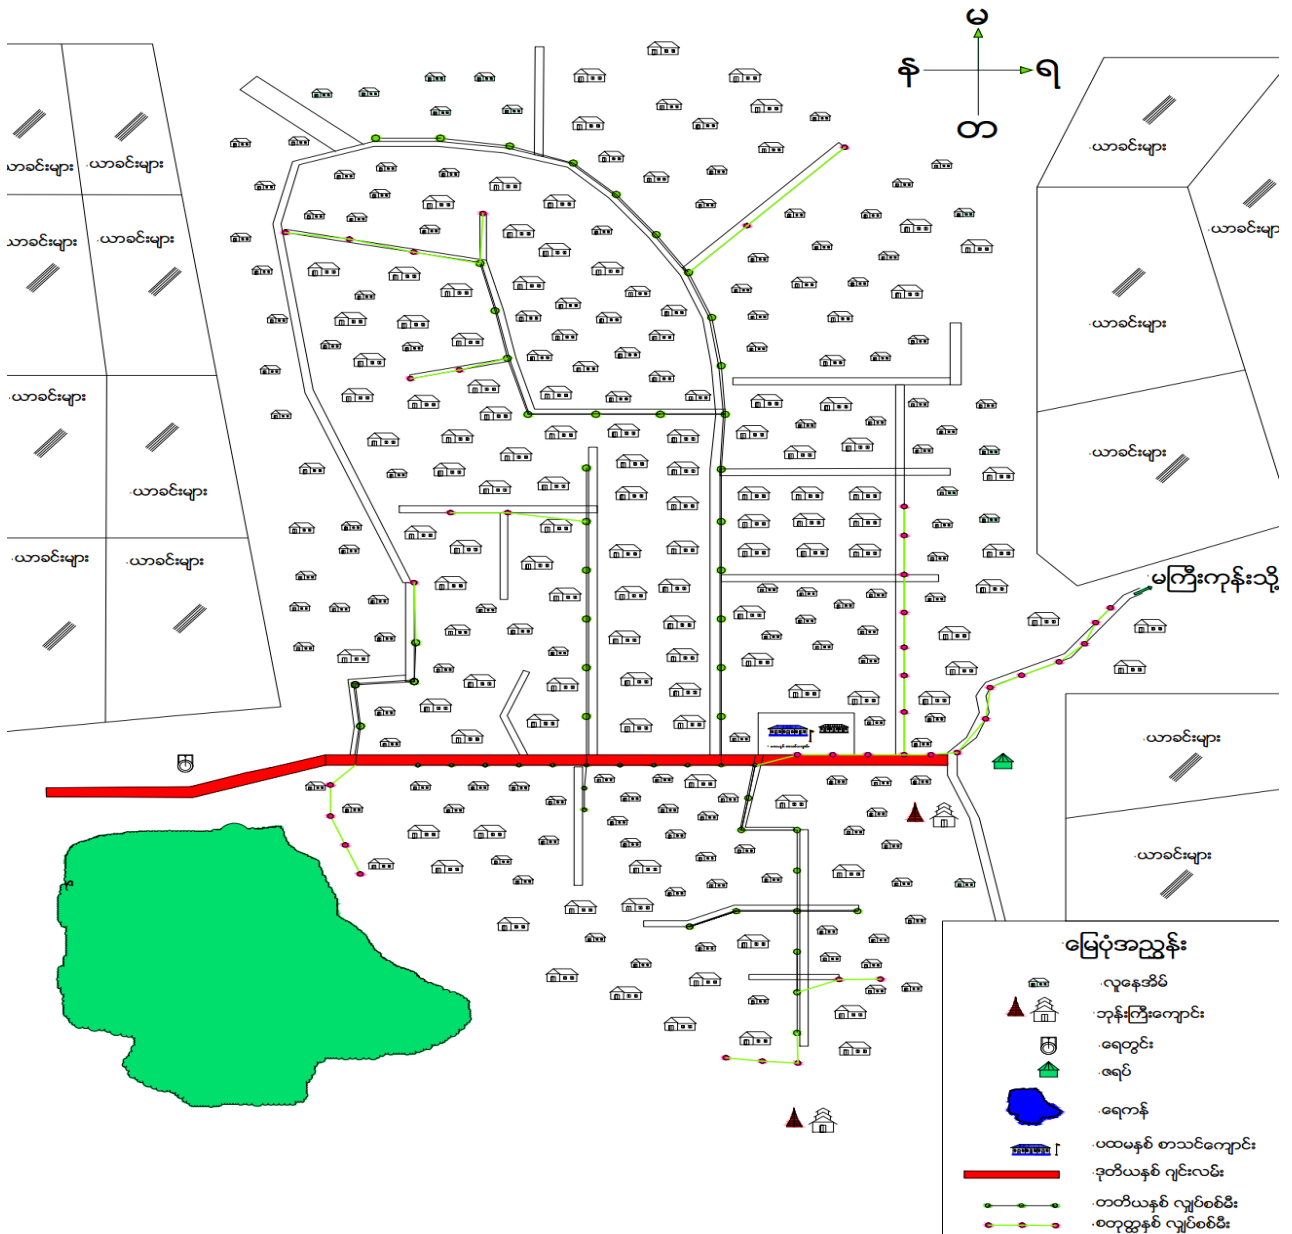 မ
န
ရ
တ
ယာခင်းများ
ယာခင်းများ
ယာခင်းများ
ယာခင်းများ
ယာခင်းများ
ယာခင်းများ
ယာခင်းများ
ယာခင်းများ
ယာခင်းများ
ယာခင်းများ
ယာခင်းများ
ယာခင်းများ
ယာခင်းများ
မကြီးကုန်းသို့
ယာခင်းများ
ယာခင်းများ
မြေပုံအညွှန်း
လူနေအိမ်
ဘုန်းကြီးကျောင်း
ရေတွင်း
ဇရပ်
ရေကန်
ပထမနှစ် စာသင်ကျောင်း
ဒုတိယနှစ် ဂျင်းလမ်း
တတိယနှစ် လျှပ်စစ်မီး
စတုတ္ထနှစ် လျှပ်စစ်မီး